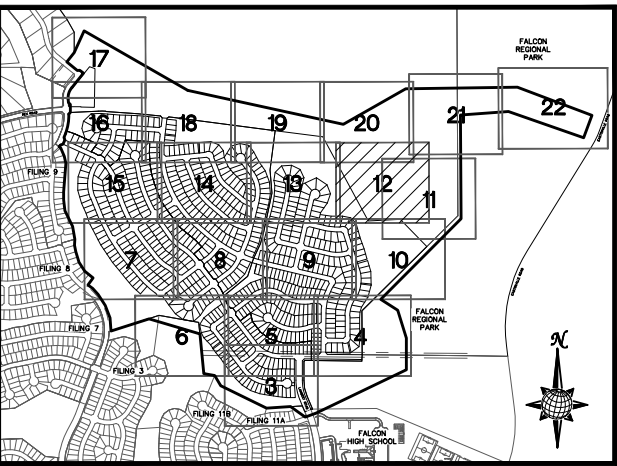 FALCON
REGIONAL
PARK
17
22
21
16
18
19
20
FILING 9
15
14
13
12
11
7
8
9
10
FILING 8
FALCON
REGIONAL
PARK
FILING 7
6
5
4
N
FILING 3
3
FILING 11B
FILING 11A
FALCON
HIGH SCHOOL